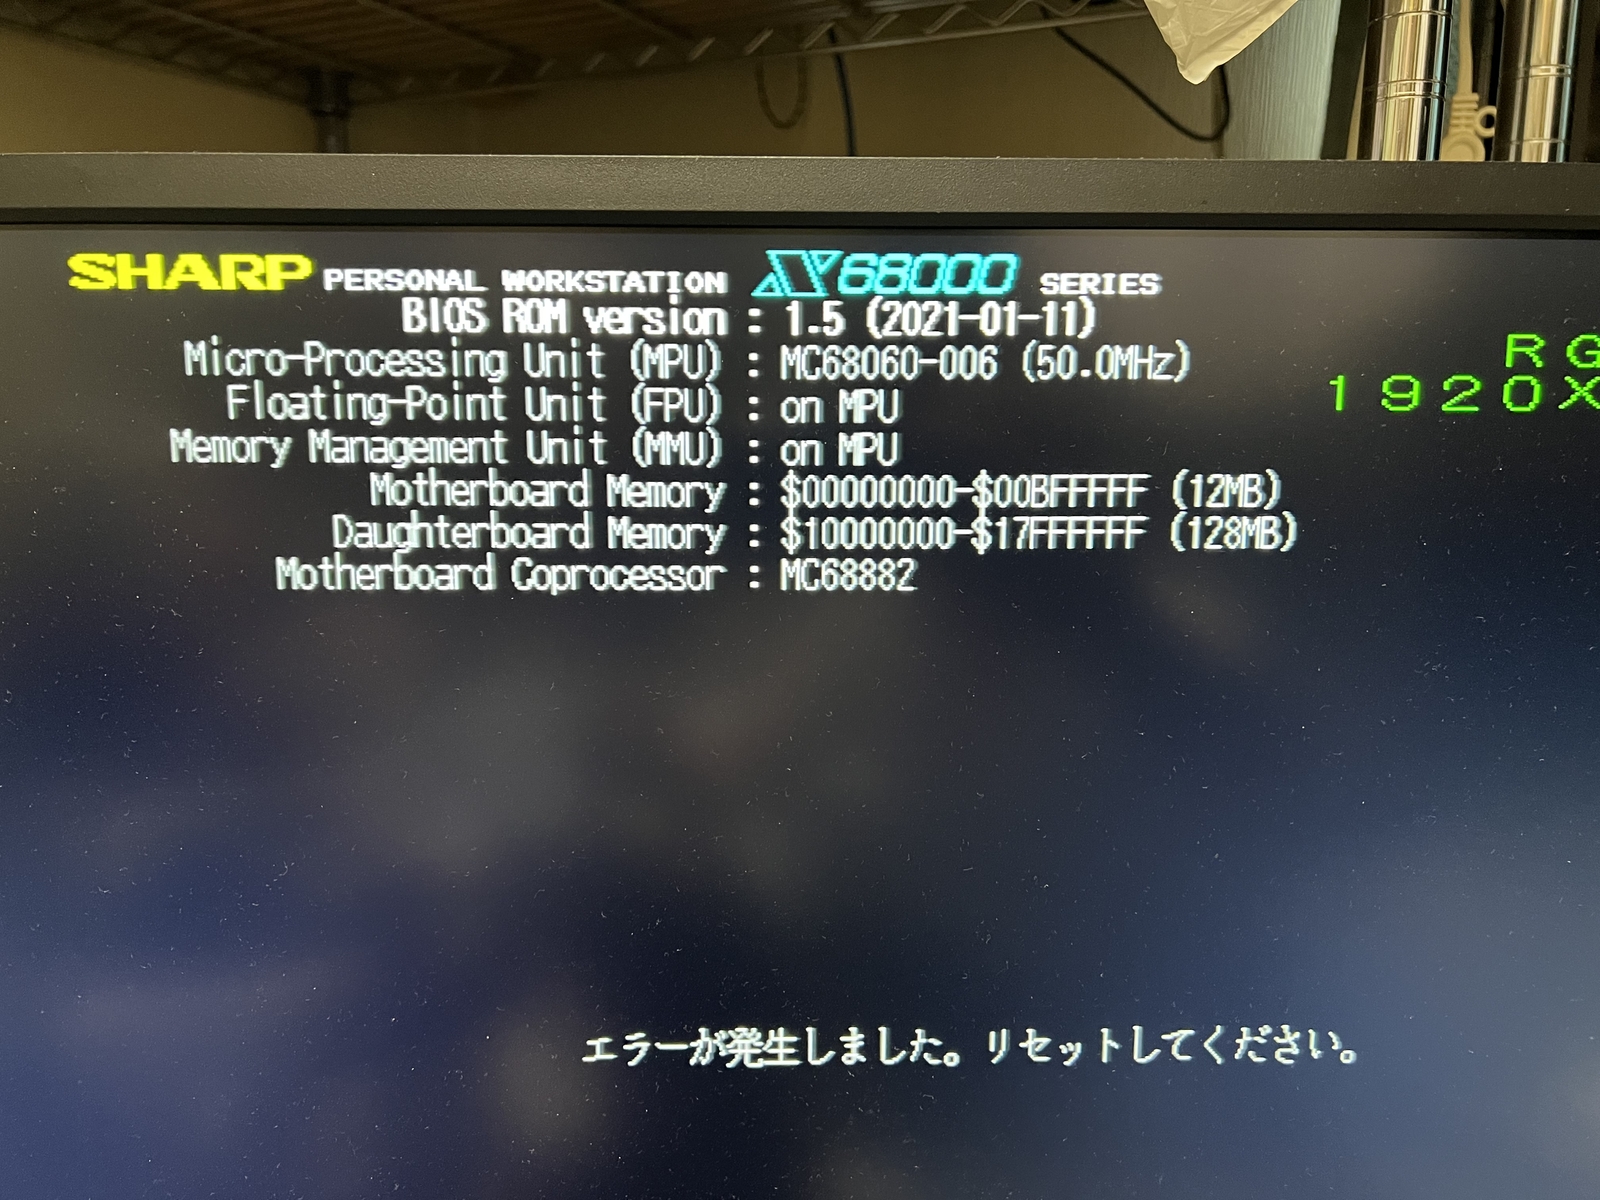 SHARP PERSONAL WORKSTATION X68000 SERIES
BIOS ROM version : 1.5 (2021-01-11)
Micro-Processing Unit (MPU) : MC68060-006 (50.0MHz)
Floating-Point Unit (FPU) : on MPU
Memory Management Unit (MMU) : on MPU
Motherboard Memory : $00000000-$00BFFFFF (12MB)
Daughterboard Memory : $10000000-$17FFFFFF (128MB)
Motherboard Coprocessor : MC68882
RG
1920X
エラーが発生しました。リセットしてください。